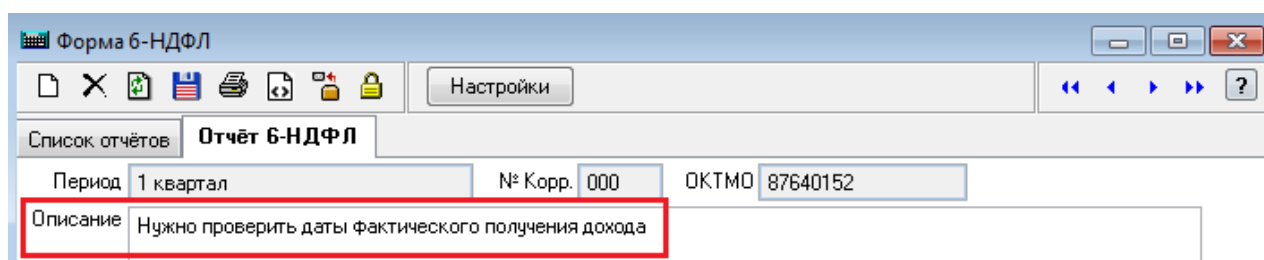 Форма 6-НДФЛ
Настройки
?
Список отчётов Отчёт 6-НДФЛ
Период 1 квартал № Корр. 000 ОКТМО 87640152
Описание Нужно проверить даты фактического получения дохода